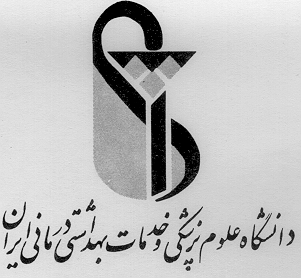 دانشگاه علوم پزشکی و خدمات بهداشتی درمانی ایران